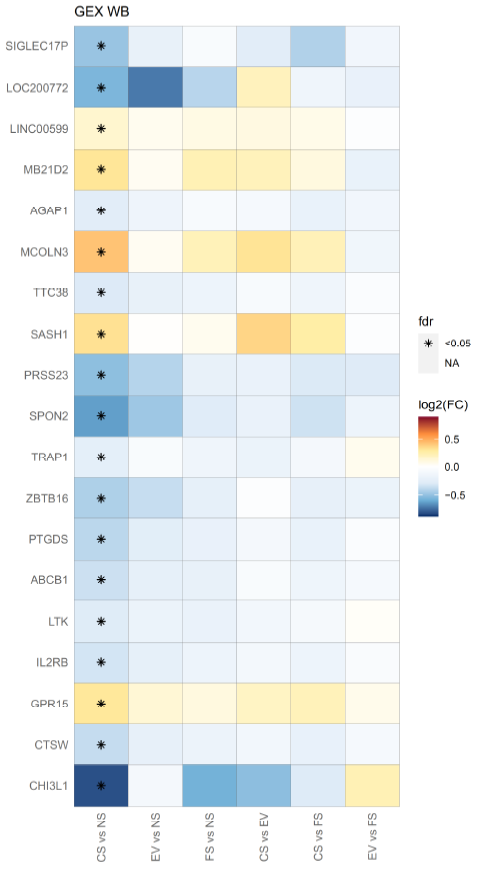 GEX WB
SIGLEC17P
LOC200772
LINC00599
MB21D2
AGAP1
MCOLN3
TTC38
SASH1
PRSS23
SPON2
TRAP1
ZBTB16
PTGDS
ABCB1
LTK
IL2RB
GPR15
CTSW
CHI3L1
CS vs NS
EV vs NS
FS vs NS
CS vs EV
CS vs FS
EV vs FS
fdr
* <0.05
NA
log2(FC)
0.5
0.0
−0.5